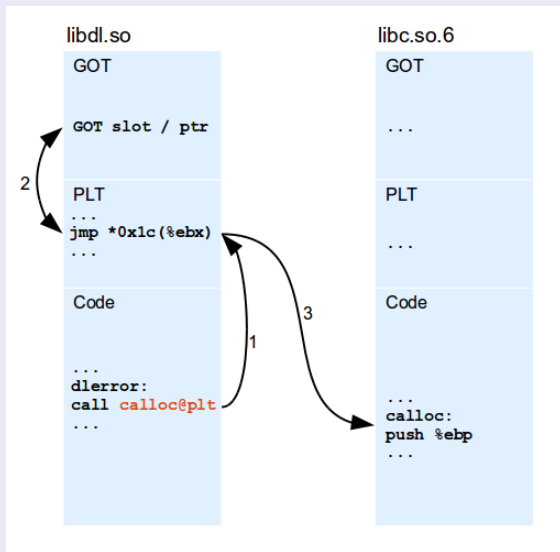 libdl.so
GOT
GOT slot / ptr
2
PLT
...
jmp *0x1c(%ebx)
...
Code
1
...
dlerror:
call calloc@plt
...
3
libc.so.6
GOT
...
PLT
...
Code
...
calloc:
push %ebp
...